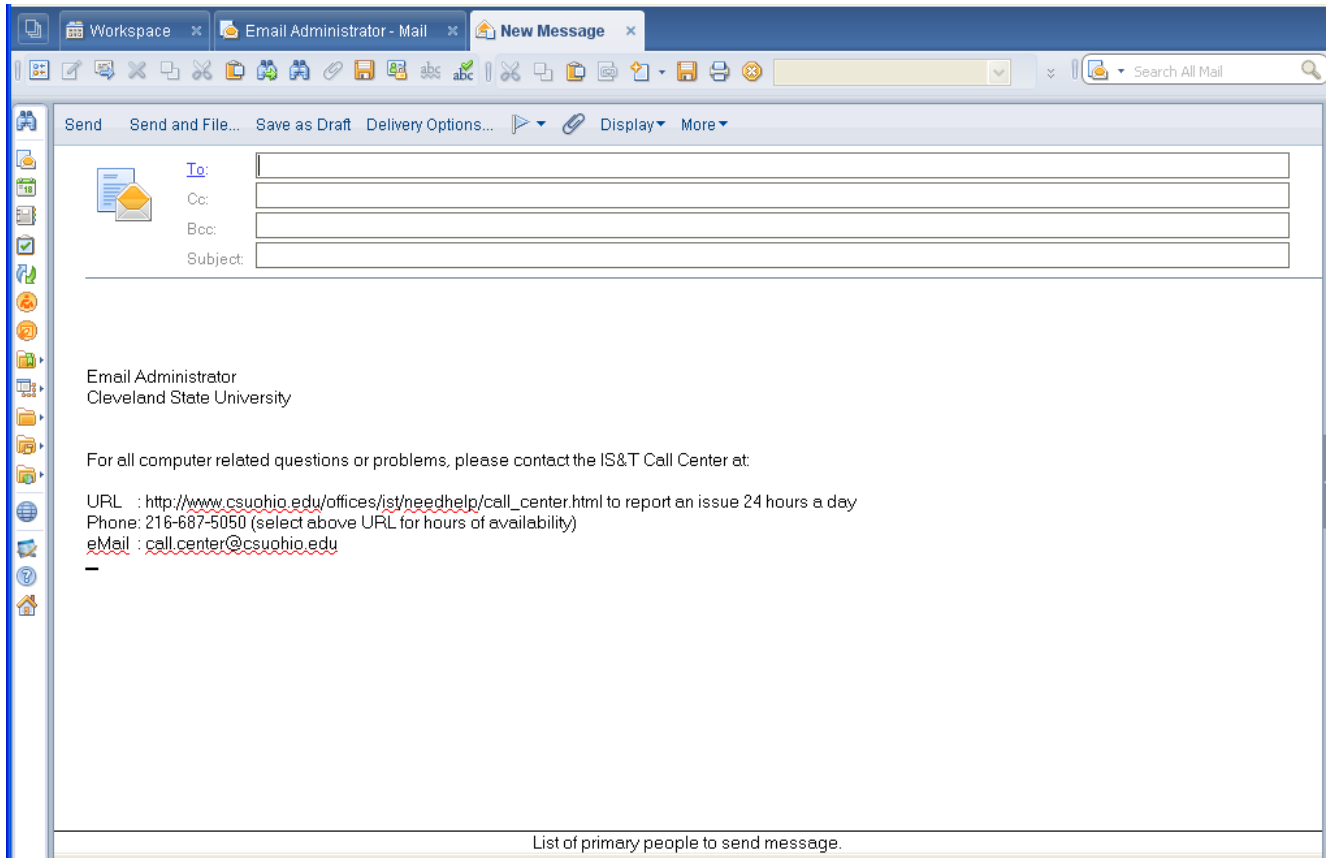 Workspace
Email Administrator - Mail
New Message
Search All Mail
Send Send and File... Save as Draft Delivery Options... Display More
To:
Cc:
Bcc:
Subject:
Email Administrator
Cleveland State University
For all computer related questions or problems, please contact the IS&T Call Center at:
URL : http://www.csuohio.edu/offices/ist/needhelp/call_center.html to report an issue 24 hours a day
Phone: 216-687-5050 (select above URL for hours of availability)
eMail : call.center@csuohio.edu
List of primary people to send message.